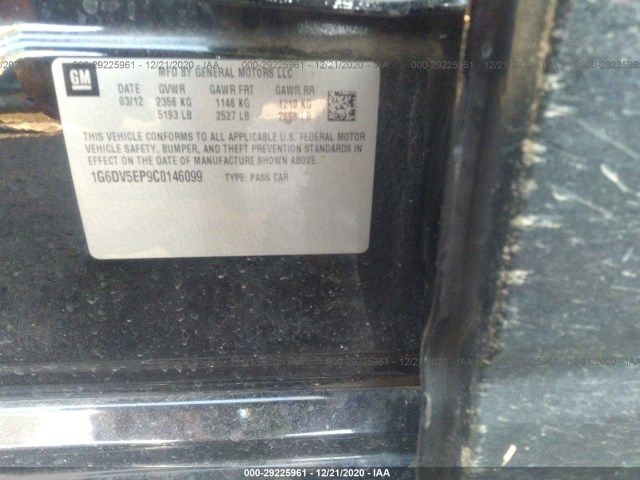 000-29225961 - 12/21/2020 - IAA
GM
MFD BY GENERAL MOTORS LLC
DATE GVWR GAWR FRT GAWR RR
03/12 2356 KG 1146 KG 1210 KG
5193 LB 2527 LB 2668 LB
THIS VEHICLE CONFORMS TO ALL APPLICABLE U.S. FEDERAL MOTOR
VEHICLE SAFETY, BUMPER, AND THEFT PREVENTION STANDARDS IN
EFFECT ON THE DATE OF MANUFACTURE SHOWN ABOVE.
1G6DV5EP9C0146099 TYPE: PASS CAR
000-29225961 - 12/21/2020 - IAA